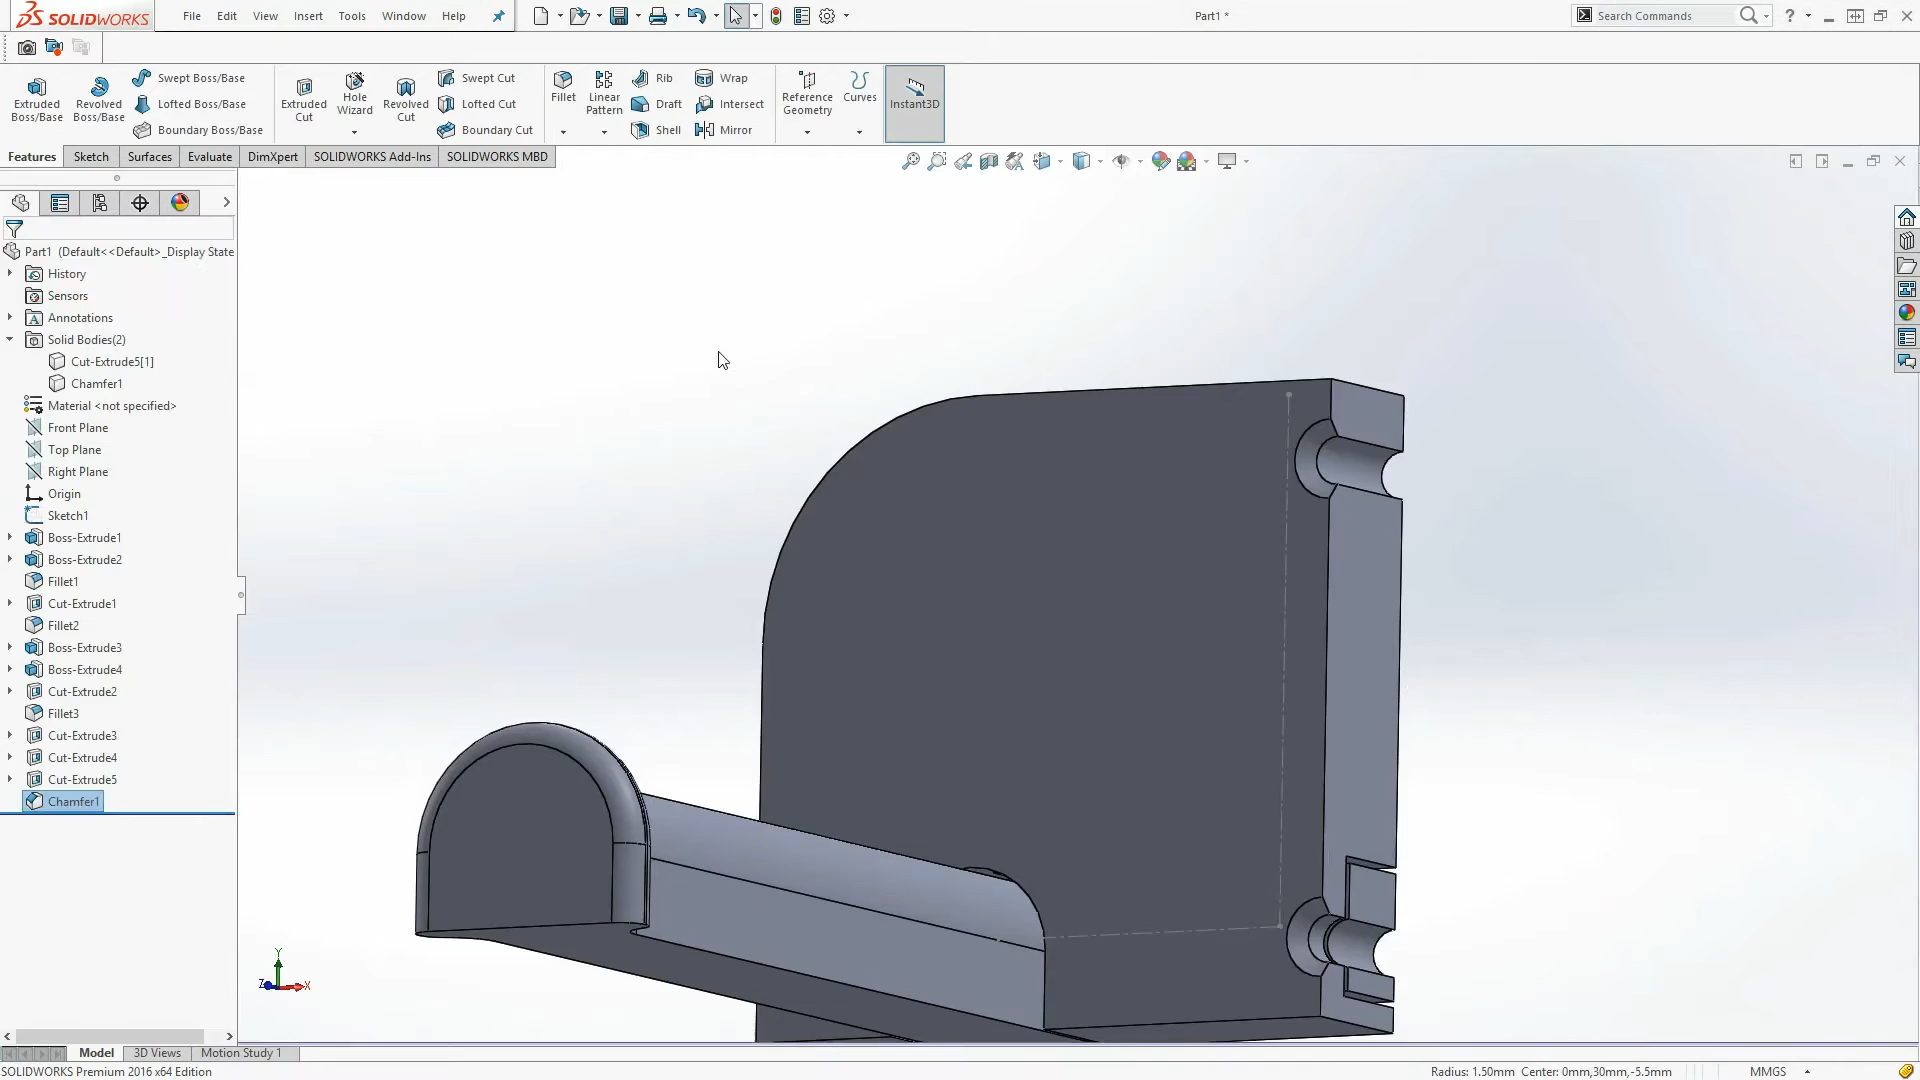 SOLIDWORKS
File Edit View Insert Tools Window Help
Part1 *
Search Commands
Extruded Boss/Base
Revolved Boss/Base
Swept Boss/Base
Lofted Boss/Base
Boundary Boss/Base
Extruded Cut
Hole Wizard
Revolved Cut
Swept Cut
Lofted Cut
Boundary Cut
Fillet
Linear Pattern
Rib
Draft
Shell
Wrap
Intersect
Mirror
Reference Geometry
Curves
Instant3D
Features Sketch Surfaces Evaluate DimXpert SOLIDWORKS Add-Ins SOLIDWORKS MBD
Part1 (Default<<Default>_Display State
History
Sensors
Annotations
Solid Bodies(2)
Cut-Extrude5[1]
Chamfer1
Material <not specified>
Front Plane
Top Plane
Right Plane
Origin
Sketch1
Boss-Extrude1
Boss-Extrude2
Fillet1
Cut-Extrude1
Fillet2
Boss-Extrude3
Boss-Extrude4
Cut-Extrude2
Fillet3
Cut-Extrude3
Cut-Extrude4
Cut-Extrude5
Chamfer1
Y
Z X
Model 3D Views Motion Study 1
SOLIDWORKS Premium 2016 x64 Edition
Radius: 1.50mm Center: 0mm,30mm,-5.5mm
MMGS